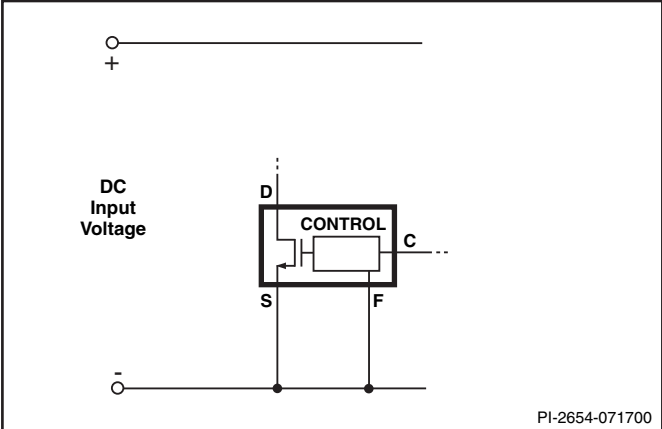 +
DC
Input
Voltage
D
CONTROL
C
S
F
-
PI-2654-071700